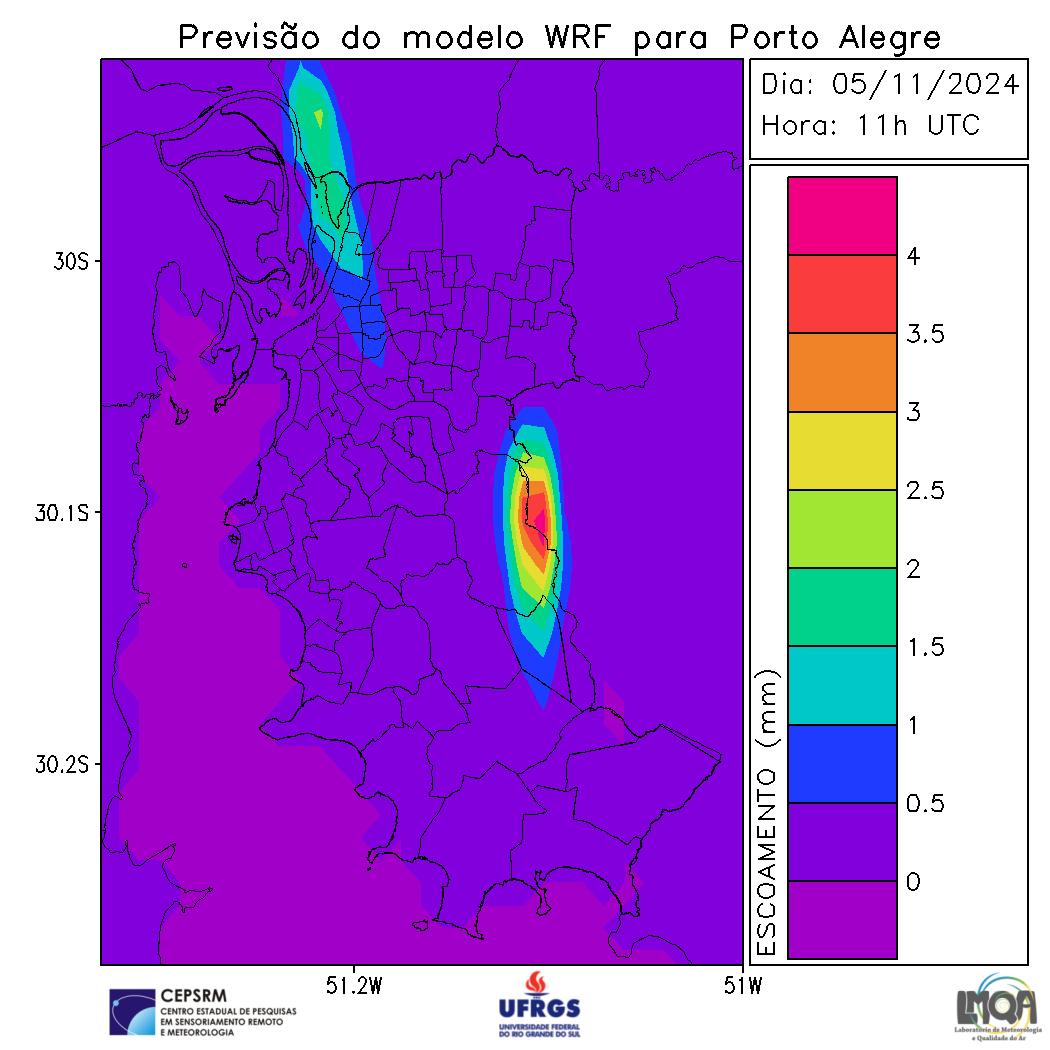 Previsão do modelo WRF para Porto Alegre
Dia: 05/11/2024
Hora: 11h UTC
30S
30.1S
30.2S
51.2W
51W
ESCOAMENTO (mm)
4
3.5
3
2.5
2
1.5
1
0.5
0
CEPSRM
CENTRO ESTADUAL DE PESQUISAS
EM SENSORIAMENTO REMOTO
E METEOROLOGIA
UFRGS
UNIVERSIDADE FEDERAL
DO RIO GRANDE DO SUL
LMQA
Laboratório de Meteorologia
e Qualidade do Ar